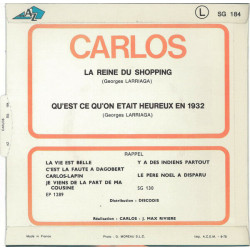 AZ
L
SG 184
CARLOS
LA REINE DU SHOPPING
(Georges LARRIAGA)
QU'EST CE QU'ON ETAIT HEUREUX EN 1932
(Georges LARRIAGA)
RAPPEL
LA VIE EST BELLE
C'EST LA FAUTE A DAGOBERT
CARLOS-LAPIN
JE VIENS DE LA PART DE MA
COUSINE
EP 1289
Y A DES INDIENS PARTOUT
LE PERE NOEL A DISPARU
SG 130
Distribution : DISCODIS
Réalisation : CARLOS - J. MAX RIVIERE